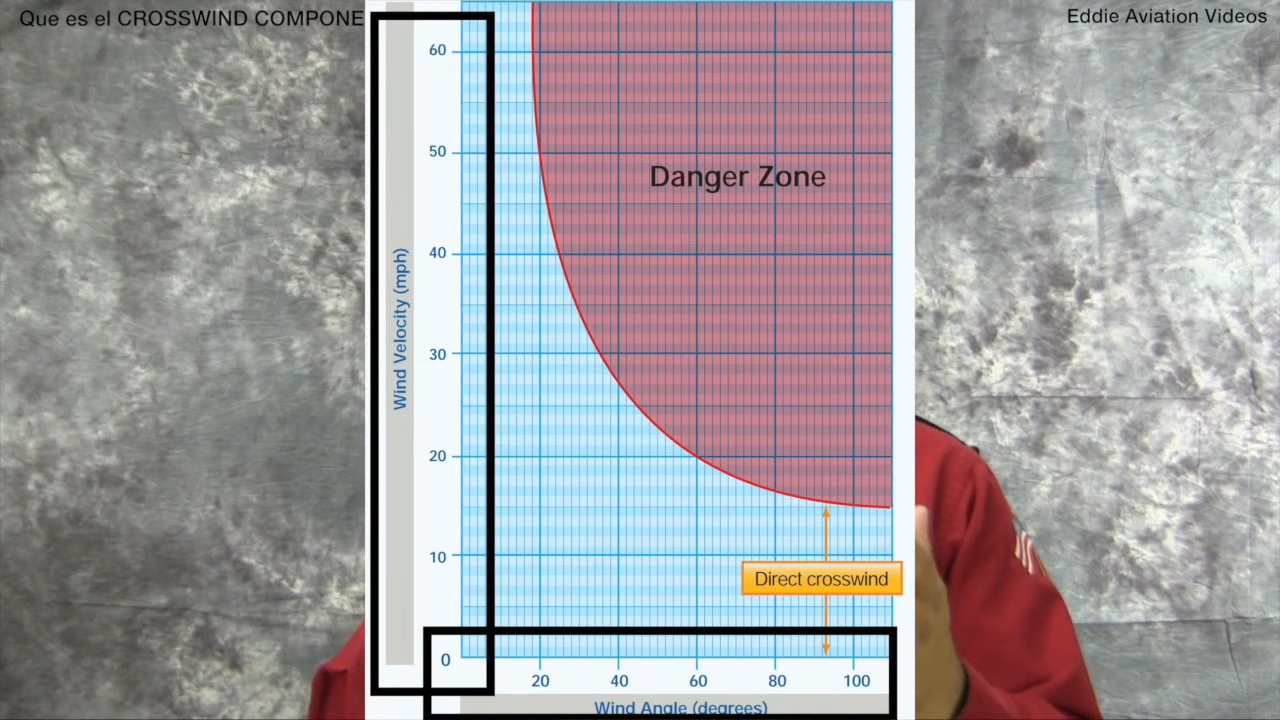 Que es el CROSSWIND COMPONE
Eddie Aviation Videos
60
50
Danger Zone
40
Wind Velocity (mph)
30
20
10
Direct crosswind
0
20 40 60 80 100
Wind Angle (degrees)